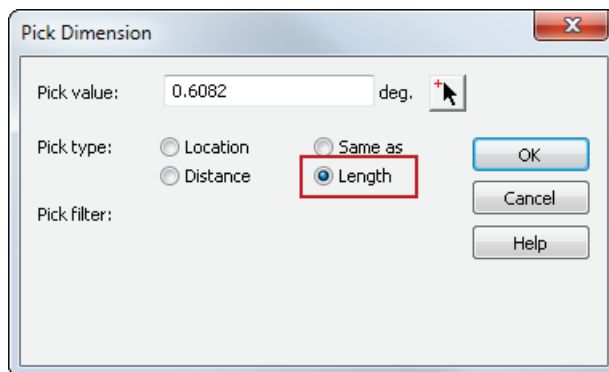 Pick Dimension
Pick value: 0.6082 deg.
Pick type: Location Same as
Distance Length
Pick filter:
OK
Cancel
Help